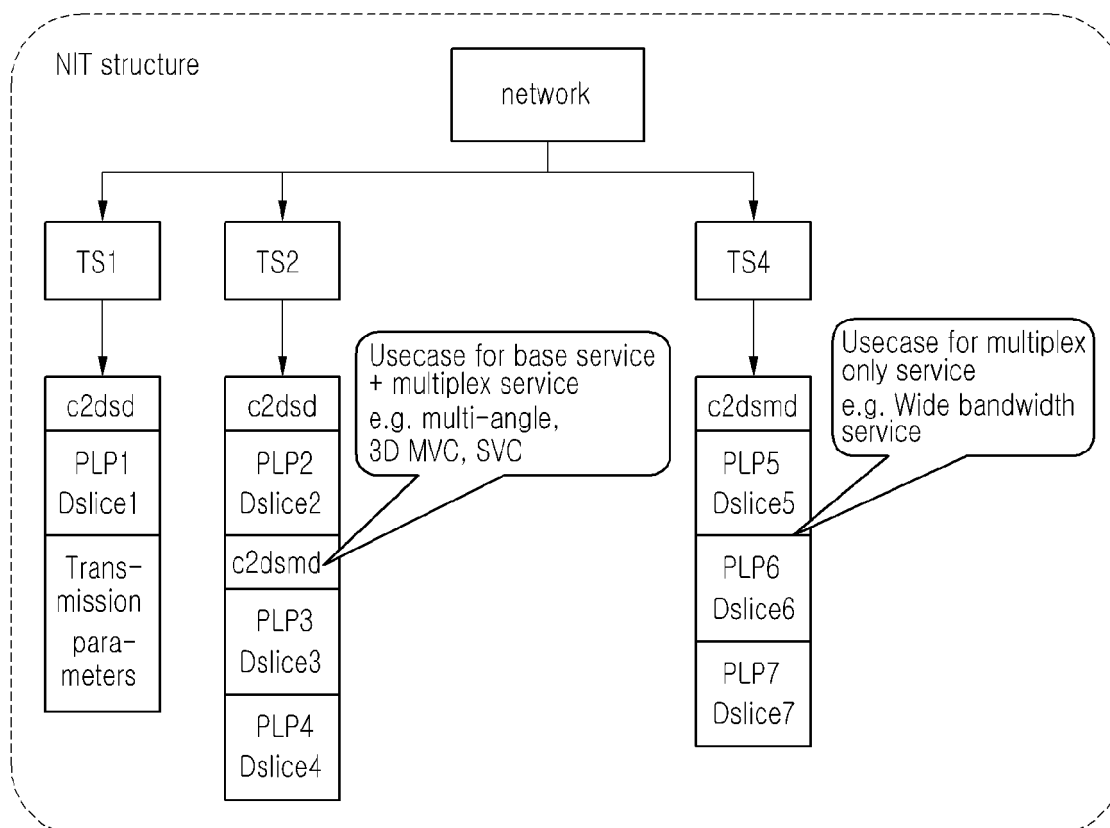 NIT structure
network
TS1
TS2
TS4
c2dsd
PLP1
Dslice1
Trans-
mission
para-
meters
c2dsd
PLP2
Dslice2
c2dsmd
PLP3
Dslice3
PLP4
Dslice4
Usecase for base service
+ multiplex service
e.g. multi-angle,
3D MVC, SVC
c2dsmd
PLP5
Dslice5
PLP6
Dslice6
PLP7
Dslice7
Usecase for multiplex
only service
e.g. Wide bandwidth
service